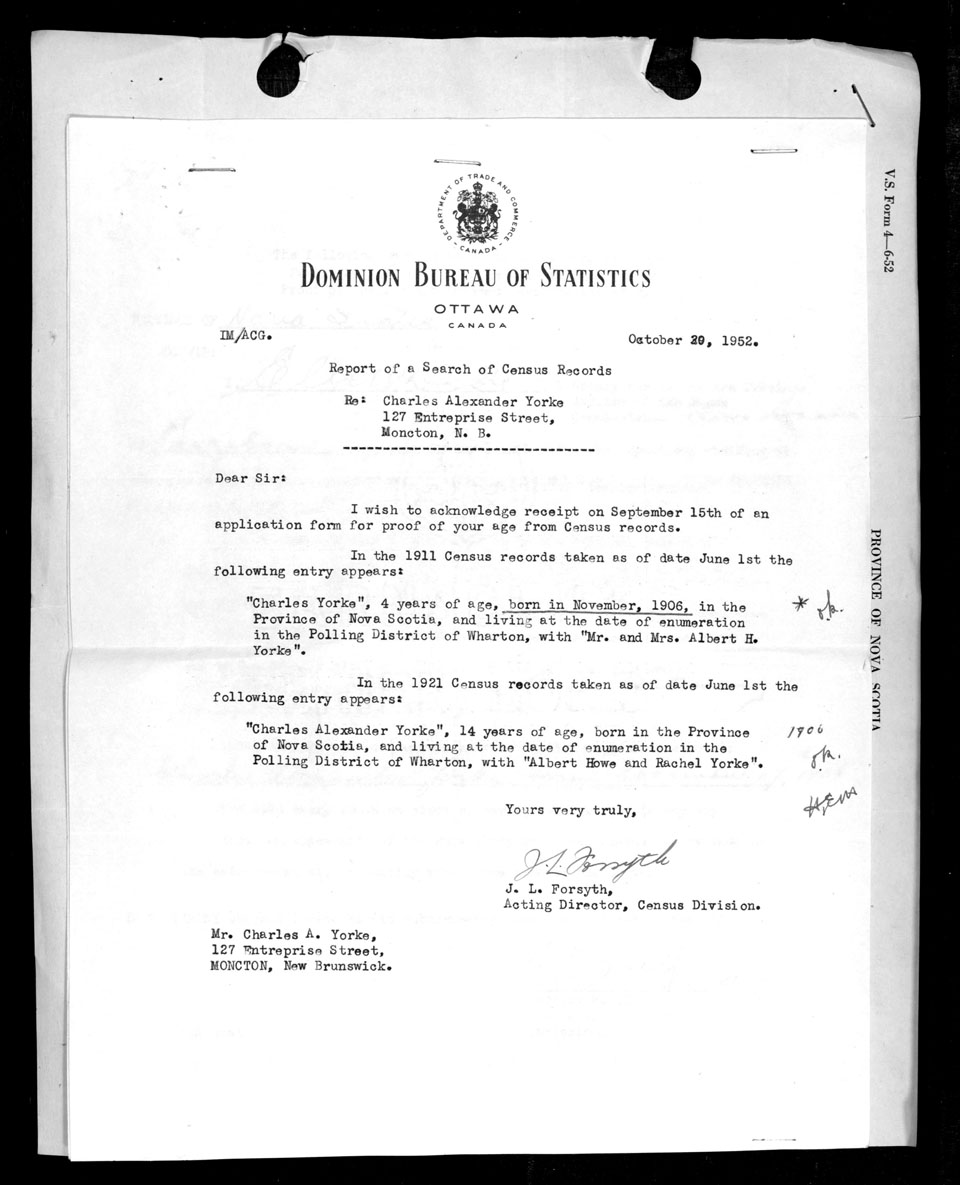 V.S. Form 4—6-52
PROVINCE OF NOVA SCOTIA
DEPARTMENT OF TRADE AND COMMERCE
CANADA
DOMINION BUREAU OF STATISTICS
OTTAWA
CANADA
IM/ACG.
October 20, 1952.
Report of a Search of Census Records
Re: Charles Alexander Yorke
127 Entreprise Street,
Moncton, N. B.
Dear Sir:
I wish to acknowledge receipt on September 15th of an
application form for proof of your age from Census records.
In the 1911 Census records taken as of date June 1st the
following entry appears:
"Charles Yorke", 4 years of age, born in November, 1906, in the
* o.k.
Province of Nova Scotia, and living at the date of enumeration
in the Polling District of Wharton, with "Mr. and Mrs. Albert H.
Yorke".
In the 1921 Census records taken as of date June 1st the
following entry appears:
"Charles Alexander Yorke", 14 years of age, born in the Province
1906
of Nova Scotia, and living at the date of enumeration in the
Polling District of Wharton, with "Albert Howe and Rachel Yorke".
o.k.
Yours very truly,
J. L. Forsyth
J. L. Forsyth,
Acting Director, Census Division.
Mr. Charles A. Yorke,
127 Entreprise Street,
MONCTON, New Brunswick.